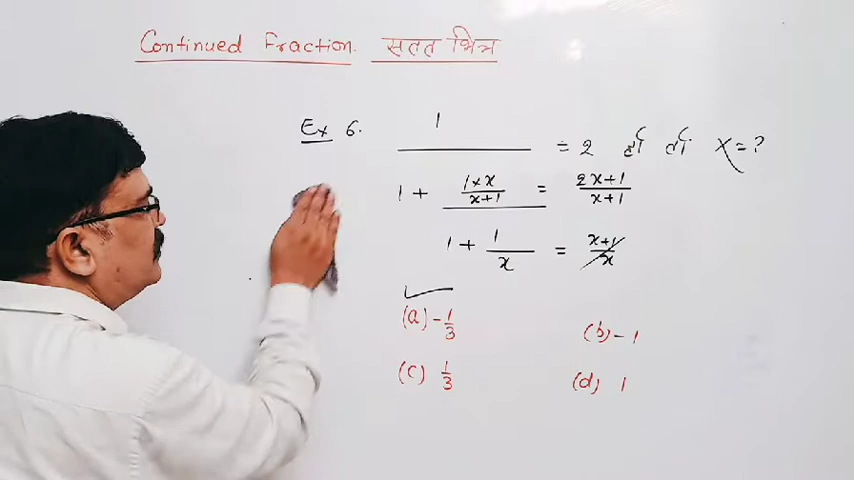 Continued Fraction. सतत भिन्न
Ex 6. 1
= 2 हो तो x = ?
1 + 1×x/x+1 = 2x+1/x+1
1 + 1/x = x+1/x
(a) -1/3 (b) -1
(c) 1/3 (d) 1